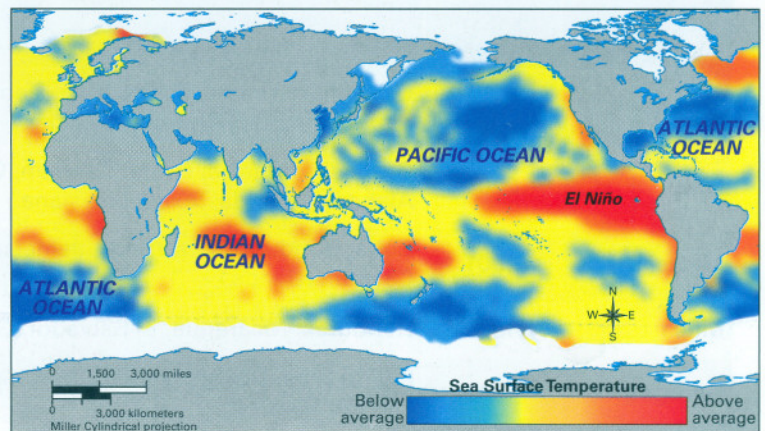 PACIFIC OCEAN
ATLANTIC
OCEAN
El Niño
INDIAN
OCEAN
ATLANTIC
OCEAN
N
W E
S
0 1,500 3,000 miles
0 3,000 kilometers
Miller Cylindrical projection
Sea Surface Temperature
Below
average
Above
average